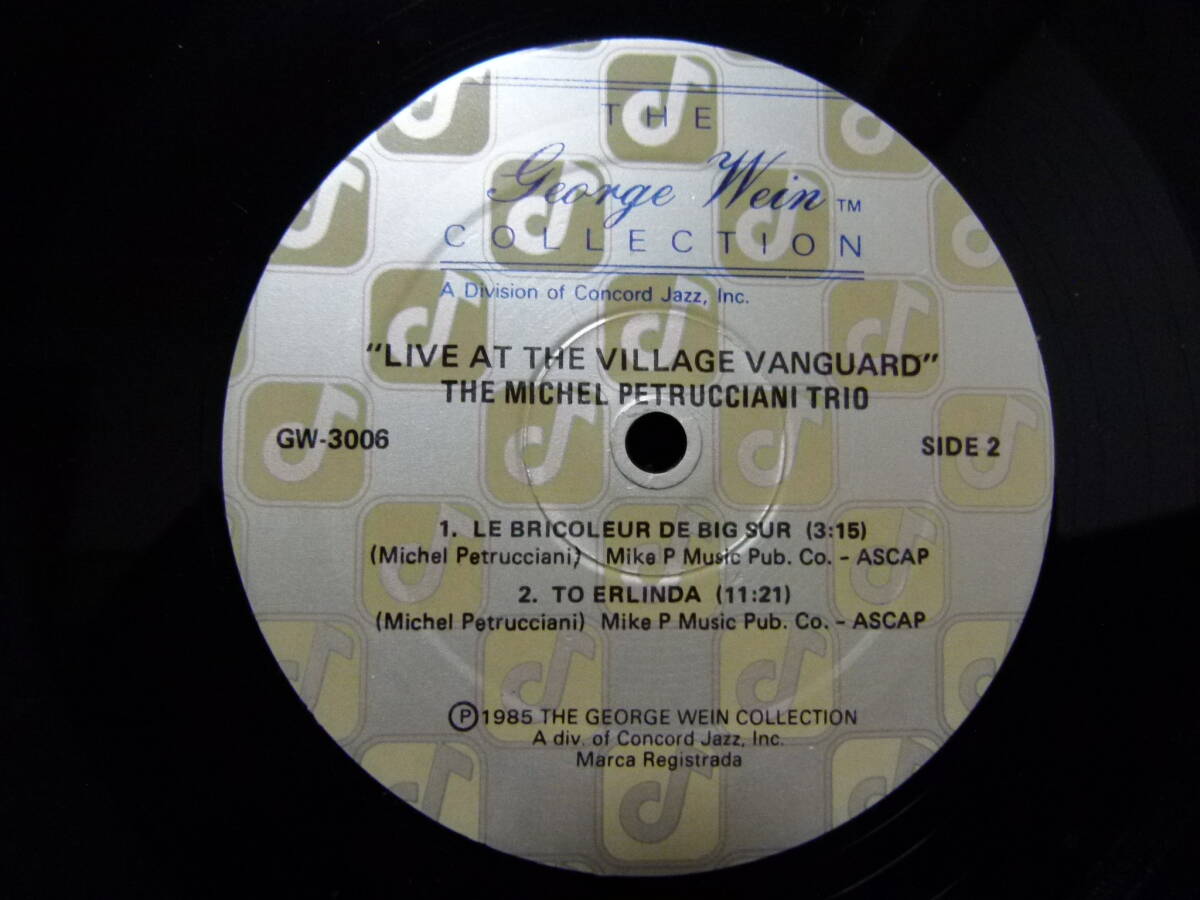 THE
George Wein TM
COLLECTION
A Division of Concord Jazz, Inc.
"LIVE AT THE VILLAGE VANGUARD"
THE MICHEL PETRUCCIANI TRIO
GW-3006
SIDE 2
1. LE BRICOLEUR DE BIG SUR (3:15)
(Michel Petrucciani) Mike P Music Pub. Co. - ASCAP
2. TO ERLINDA (11:21)
(Michel Petrucciani) Mike P Music Pub. Co. - ASCAP
Ⓟ1985 THE GEORGE WEIN COLLECTION
A div. of Concord Jazz, Inc.
Marca Registrada